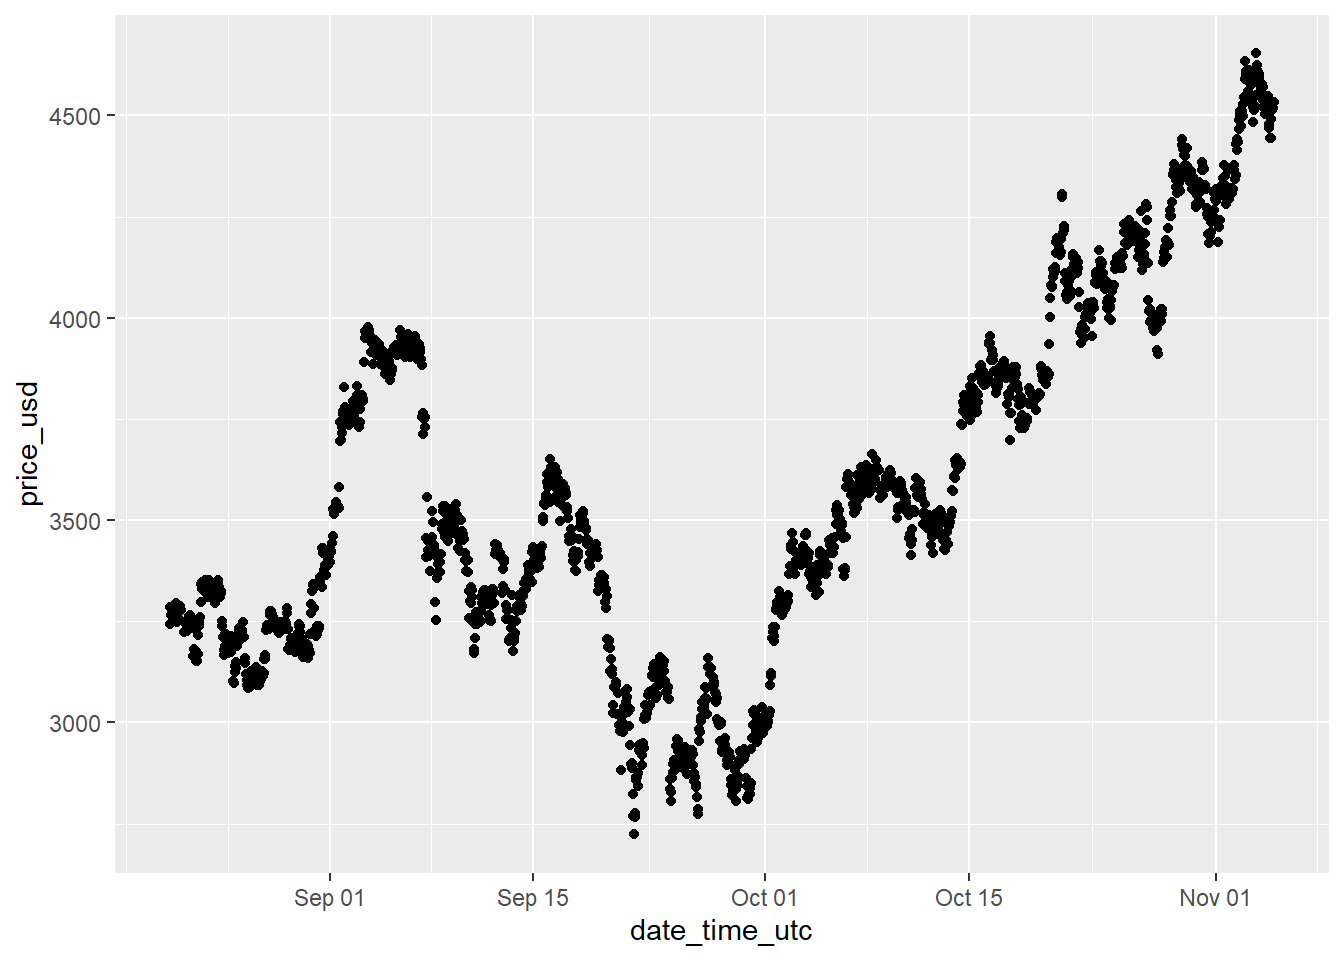 price_usd
4500
4000
3500
3000
Sep 01
Sep 15
Oct 01
Oct 15
Nov 01
date_time_utc